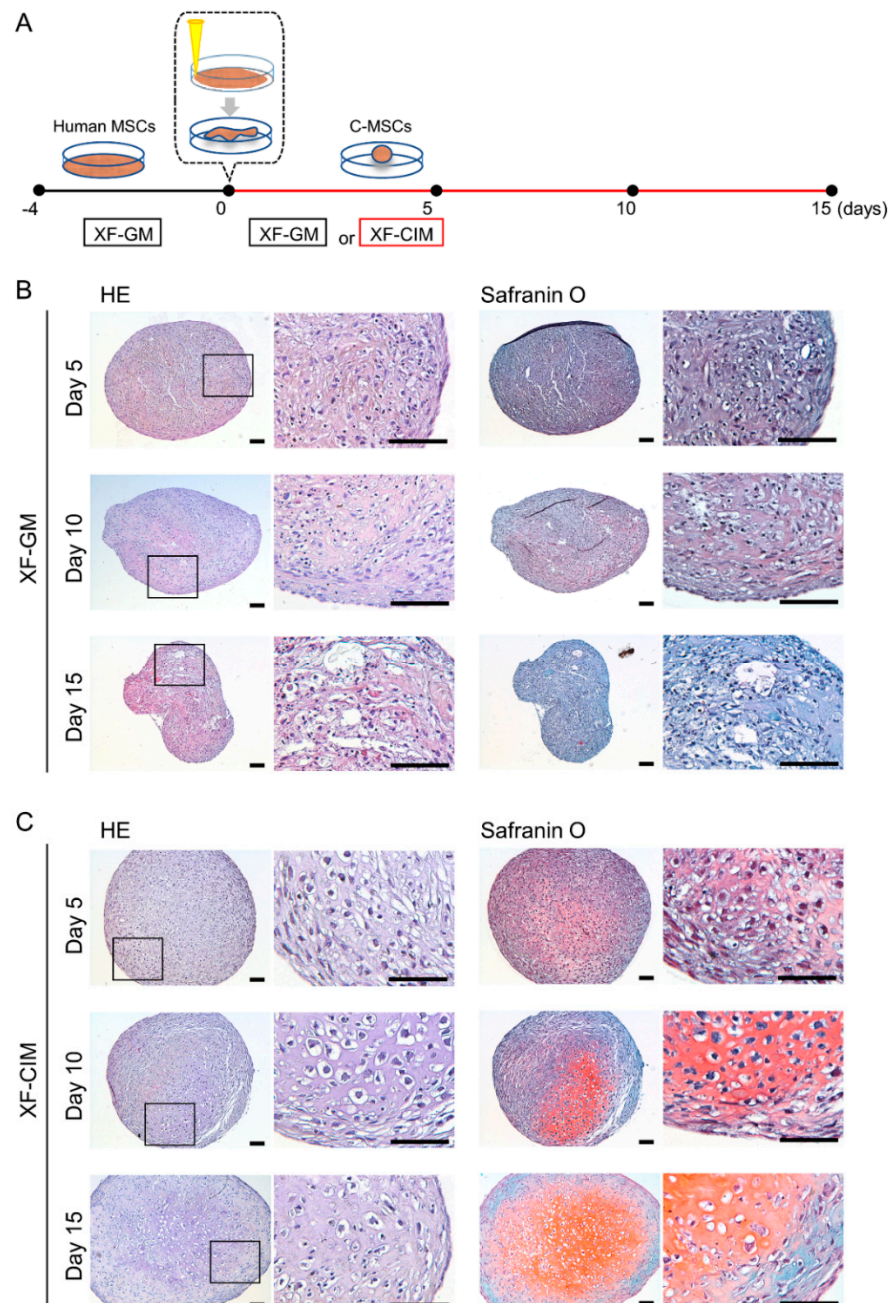 A
Human MSCs
C-MSCs
-4
0
5
10
15 (days)
XF-GM
XF-GM
or
XF-CIM
B
HE
Safranin O
XF-GM
Day 5
Day 10
Day 15
C
HE
Safranin O
XF-CIM
Day 5
Day 10
Day 15